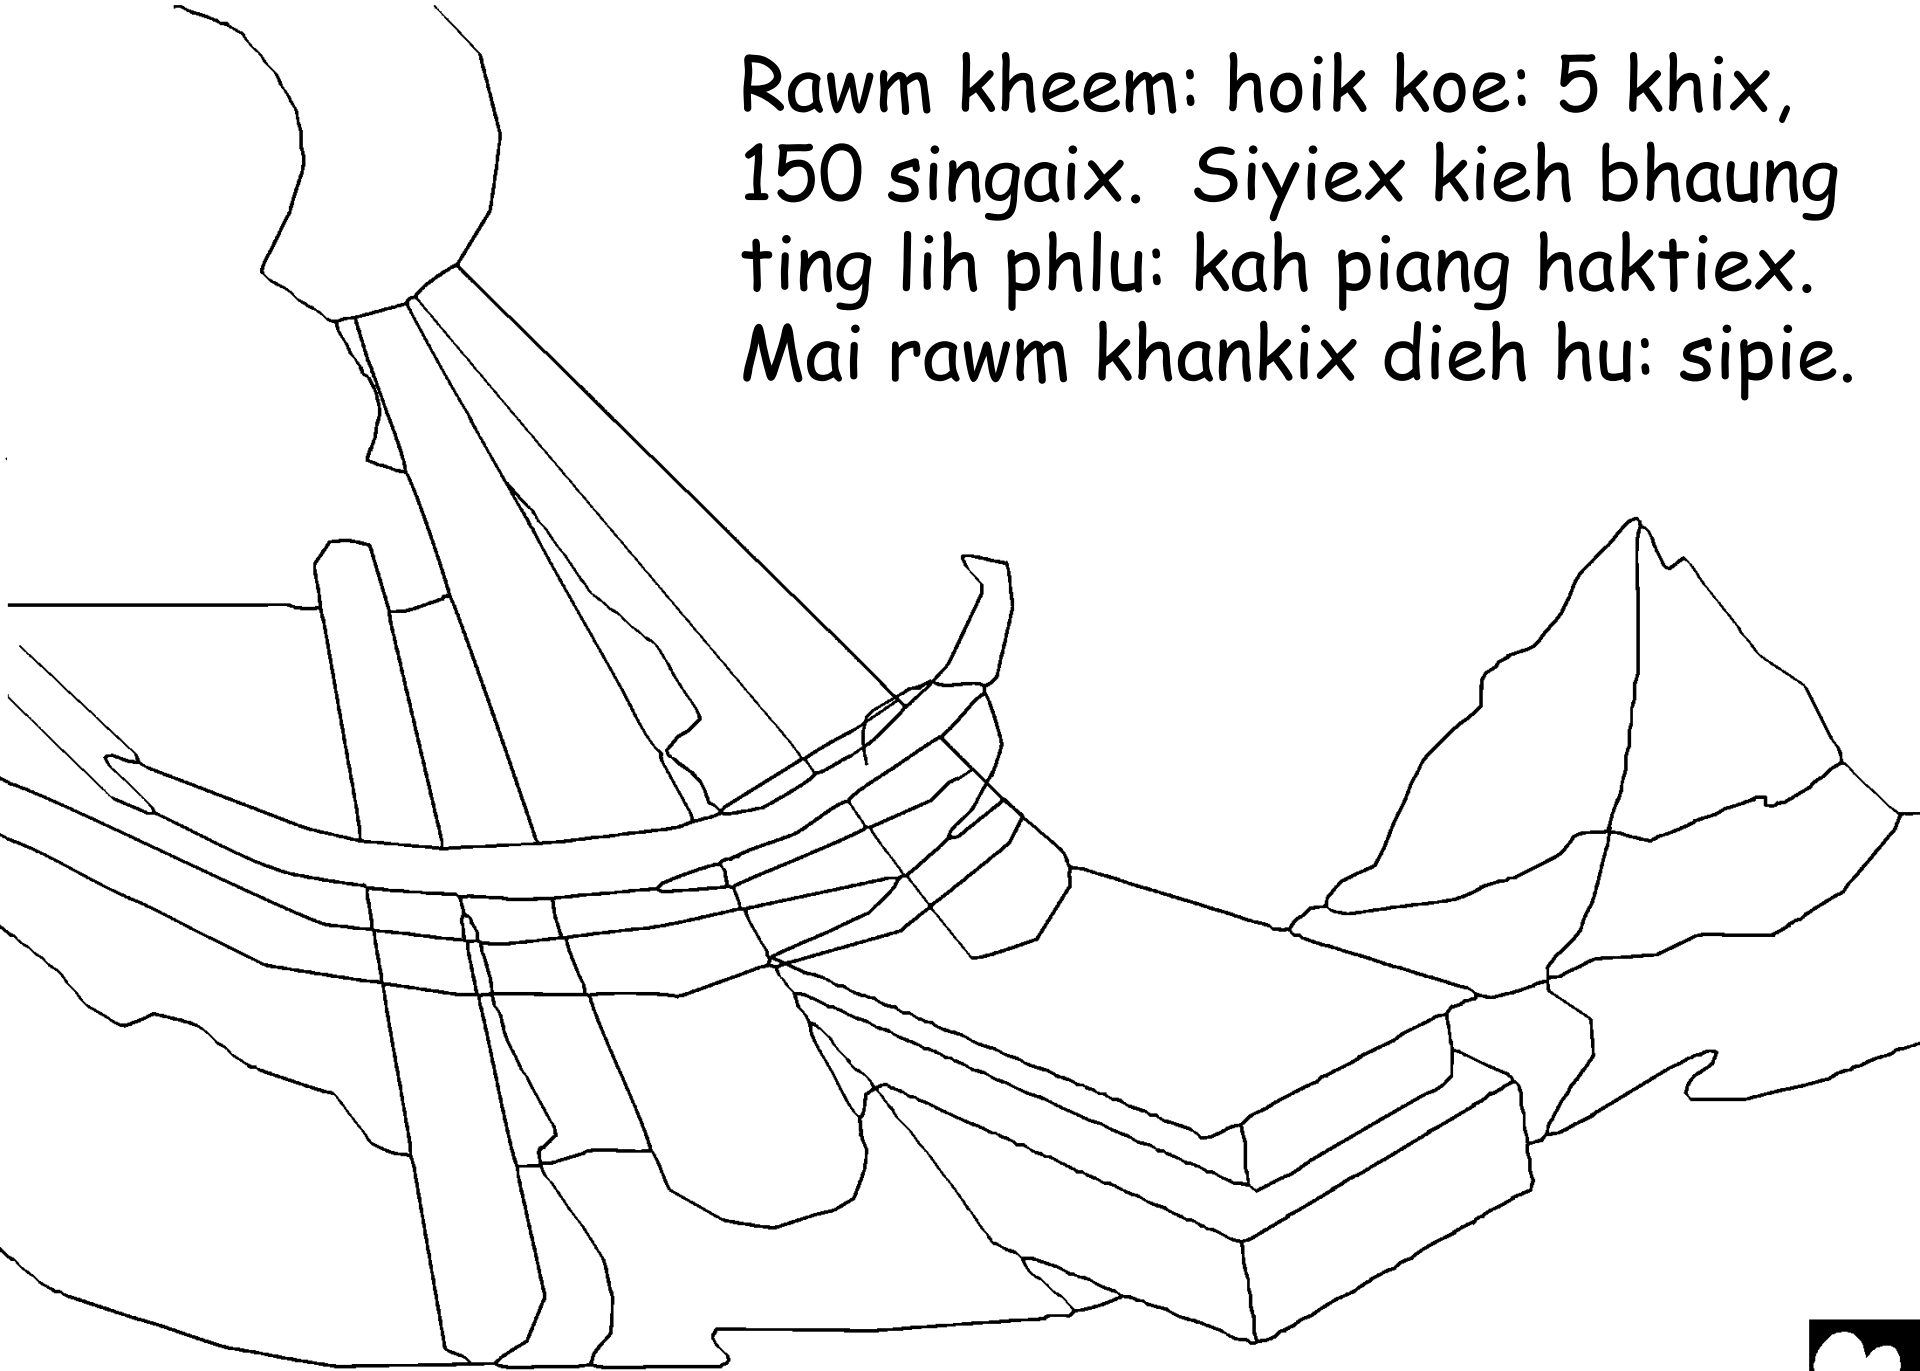 Rawm kheem: hoik koe: 5 khix,
150 singaix.  Siyiex kieh bhaung
ting lih phlu: kah piang haktiex.
Mai rawm khankix dieh hu: sipie.